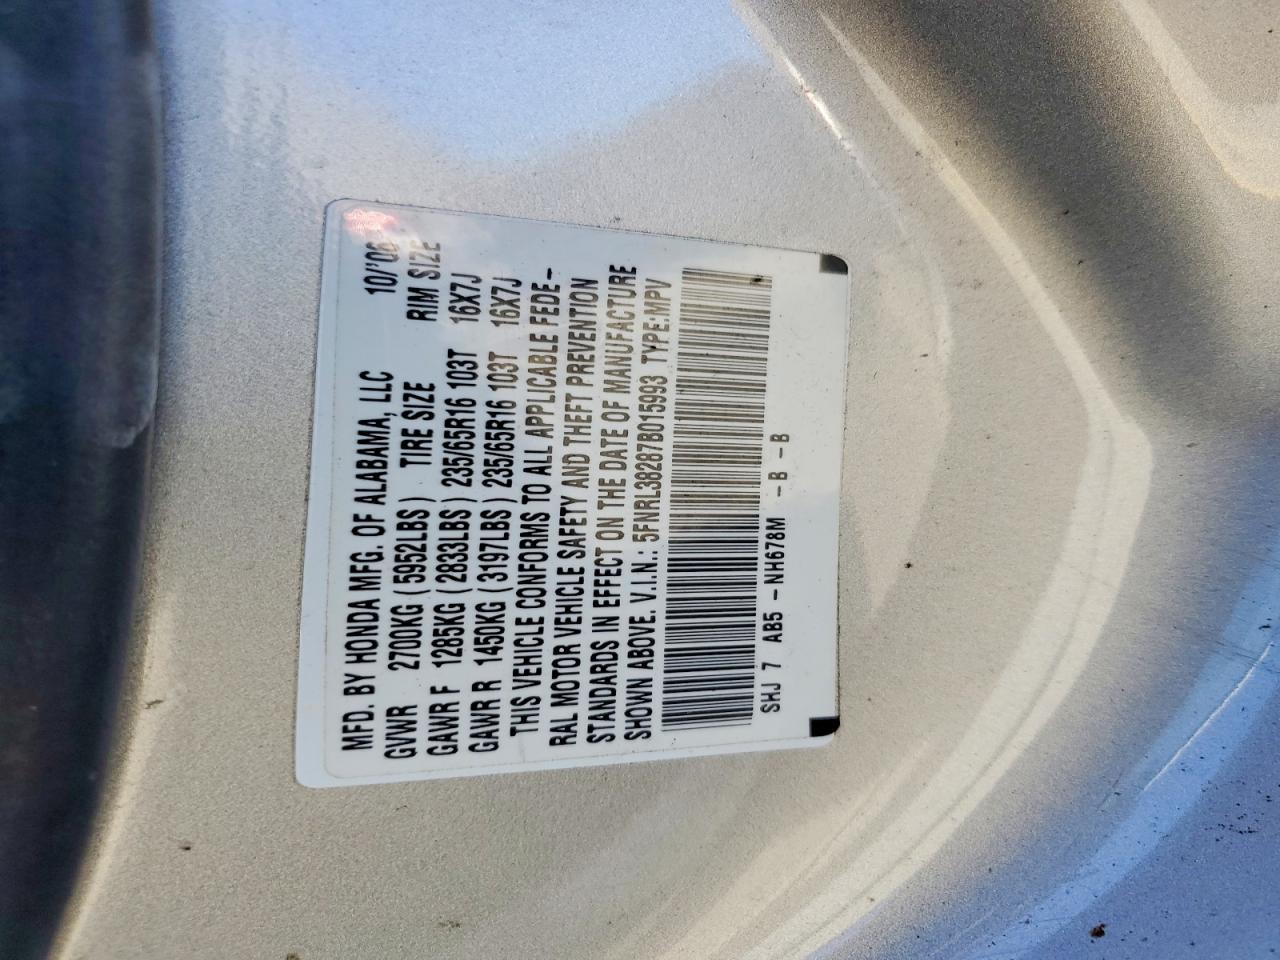 MFD. BY HONDA MFG. OF ALABAMA, LLC 10/'06
GVWR 2700KG (5952LBS) TIRE SIZE RIM SIZE
GAWR F 1285KG (2833LBS) 235/65R16 103T 16X7J
GAWR R 1450KG (3197LBS) 235/65R16 103T 16X7J
THIS VEHICLE CONFORMS TO ALL APPLICABLE FEDE-
RAL MOTOR VEHICLE SAFETY AND THEFT PREVENTION
STANDARDS IN EFFECT ON THE DATE OF MANUFACTURE
SHOWN ABOVE. V.I.N.: 5FNRL38287B015993 TYPE:MPV
SHJ 7 AB5 -NH678M -B -B